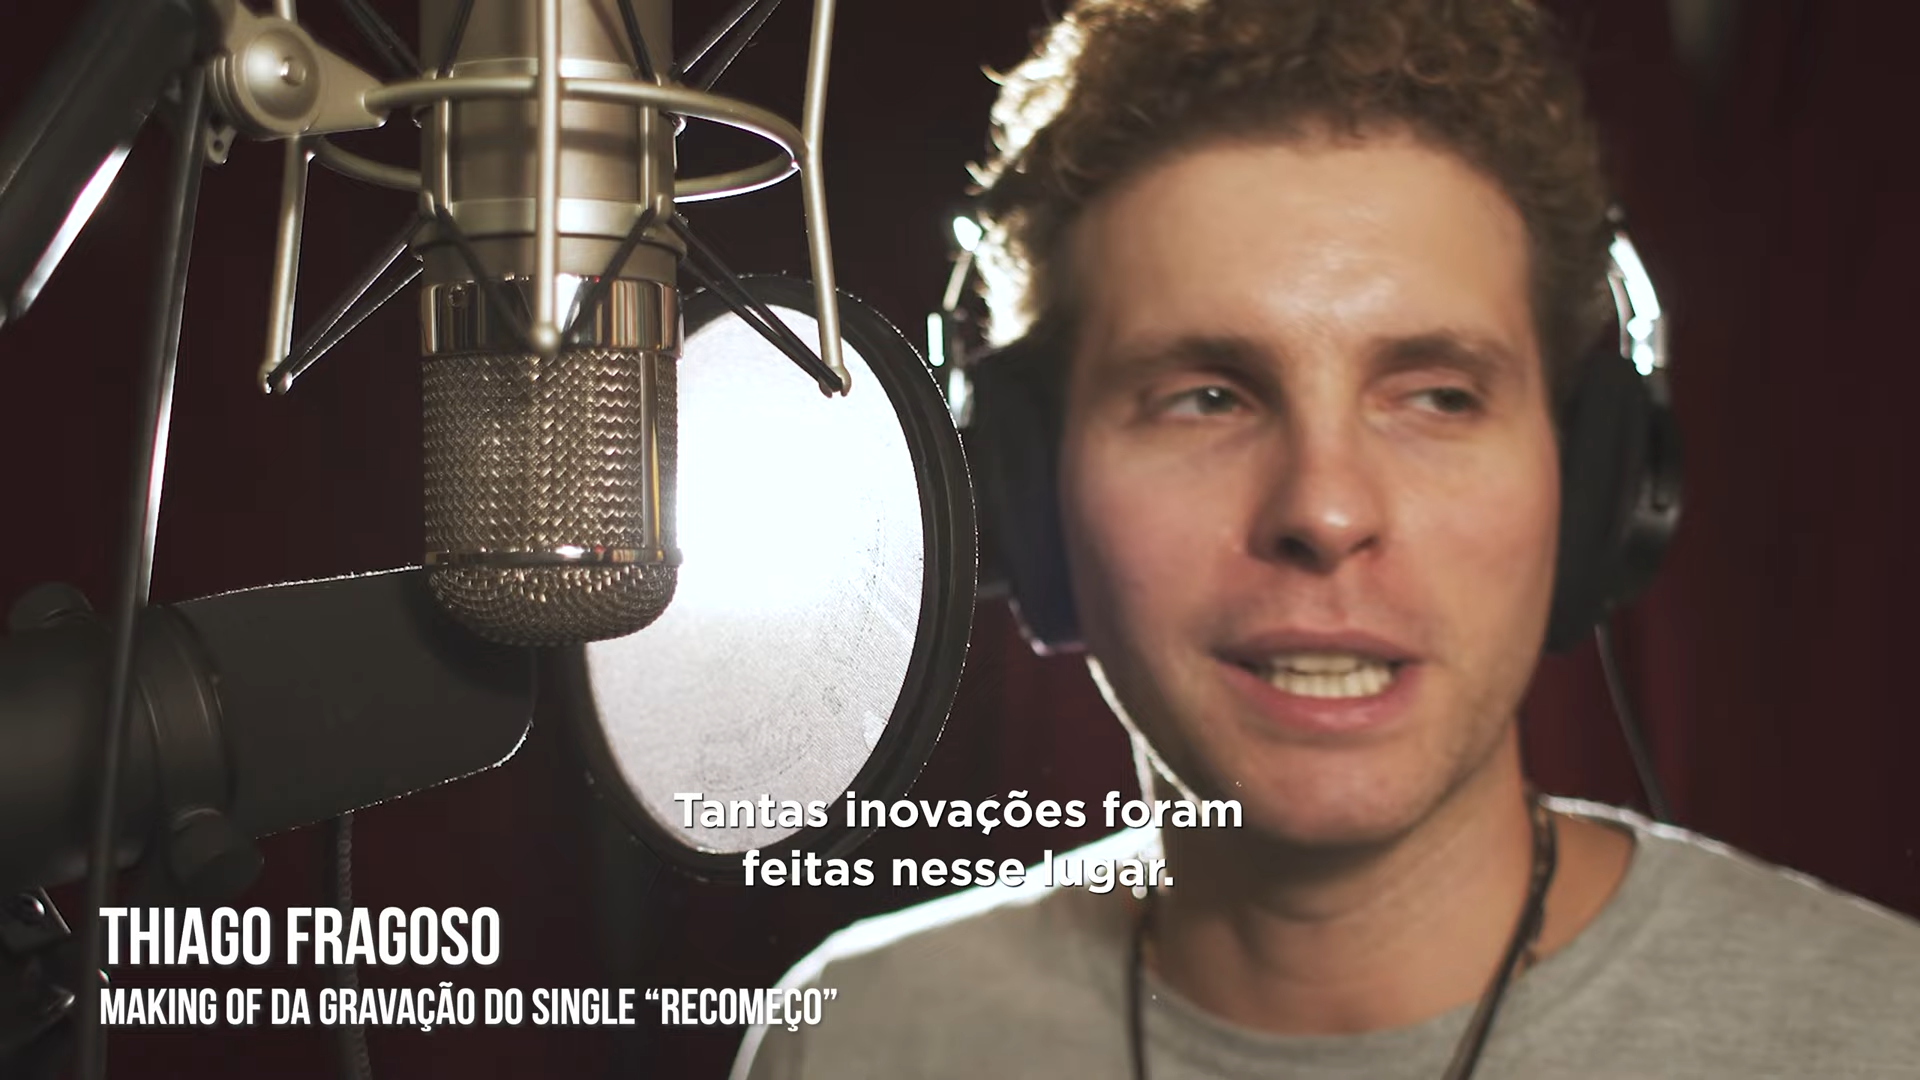 Tantas inovações foram
feitas nesse lugar.
THIAGO FRAGOSO
MAKING OF DA GRAVAÇÃO DO SINGLE “RECOMEÇO”